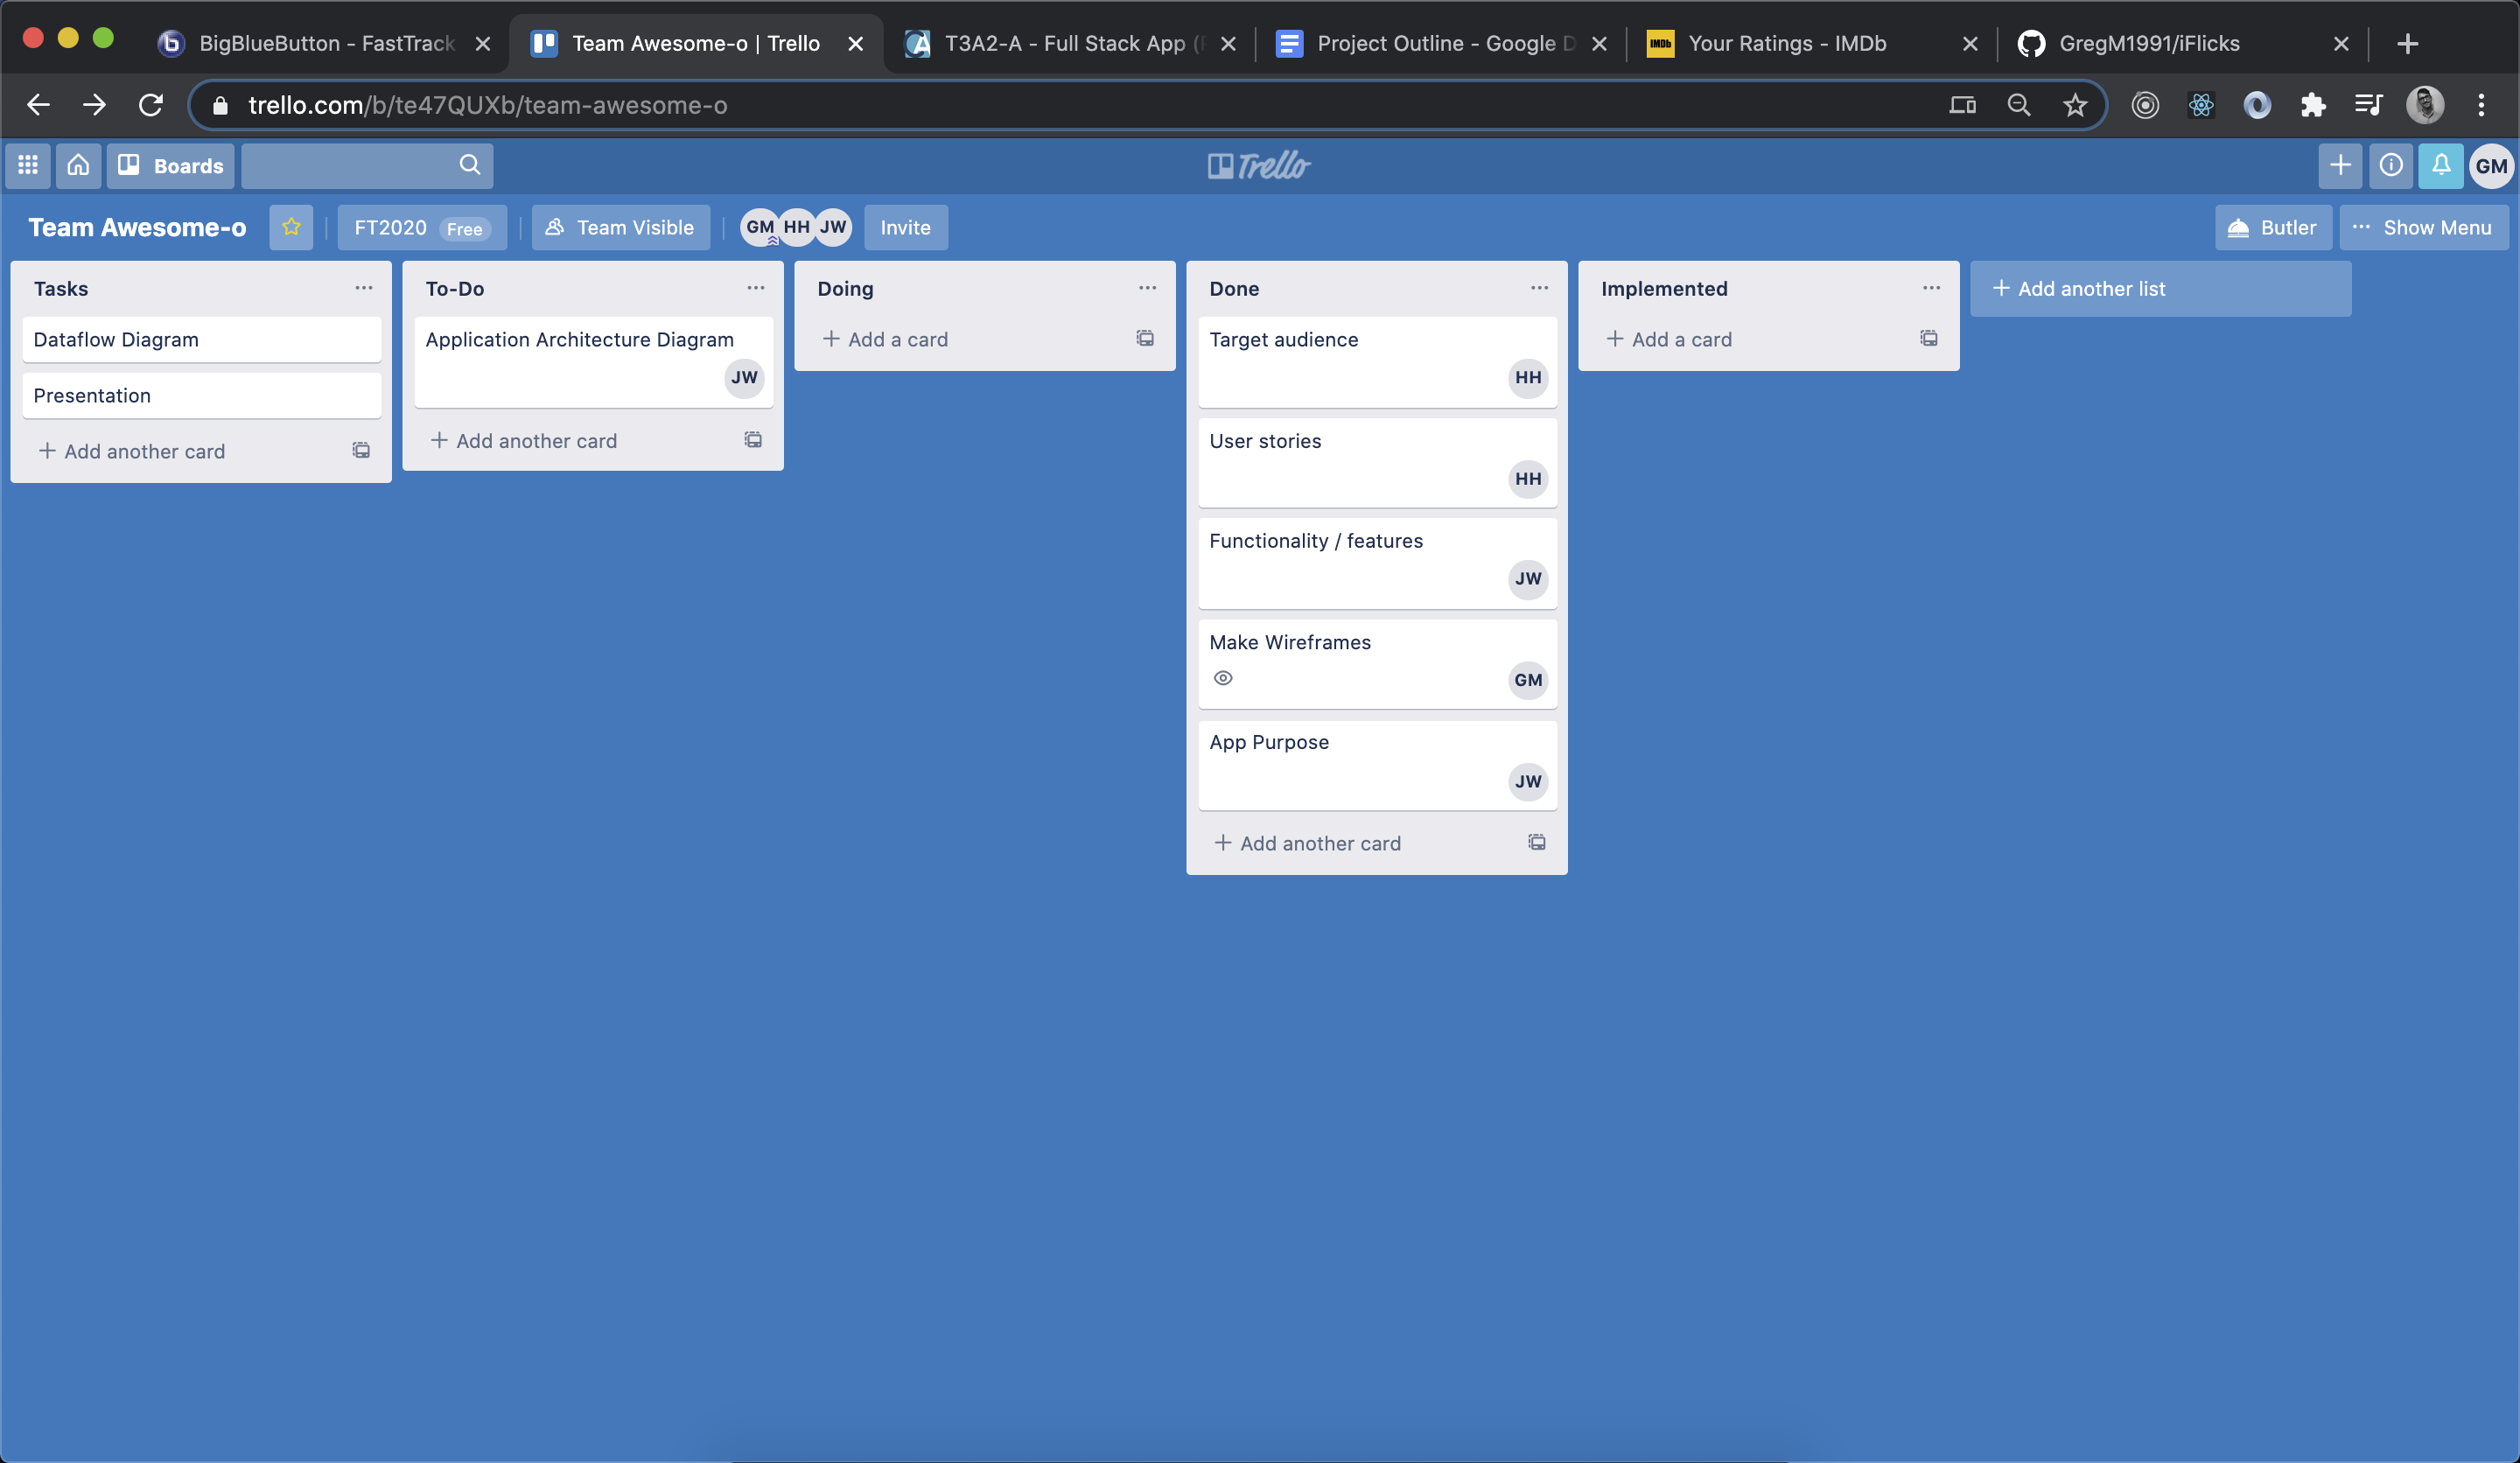 BigBlueButton - FastTrack
Team Awesome-o | Trello
T3A2-A - Full Stack App (
Project Outline - Google D
IMDb
Your Ratings - IMDb
GregM1991/iFlicks
trello.com/b/te47QUXb/team-awesome-o
Boards
Trello
GM
Team Awesome-o
FT2020 Free
Team Visible
GM HH JW
Invite
Butler
Show Menu
Tasks
Dataflow Diagram
Presentation
+ Add another card
To-Do
Application Architecture Diagram
JW
+ Add another card
Doing
+ Add a card
Done
Target audience
HH
User stories
HH
Functionality / features
JW
Make Wireframes
GM
App Purpose
JW
+ Add another card
Implemented
+ Add a card
+ Add another list